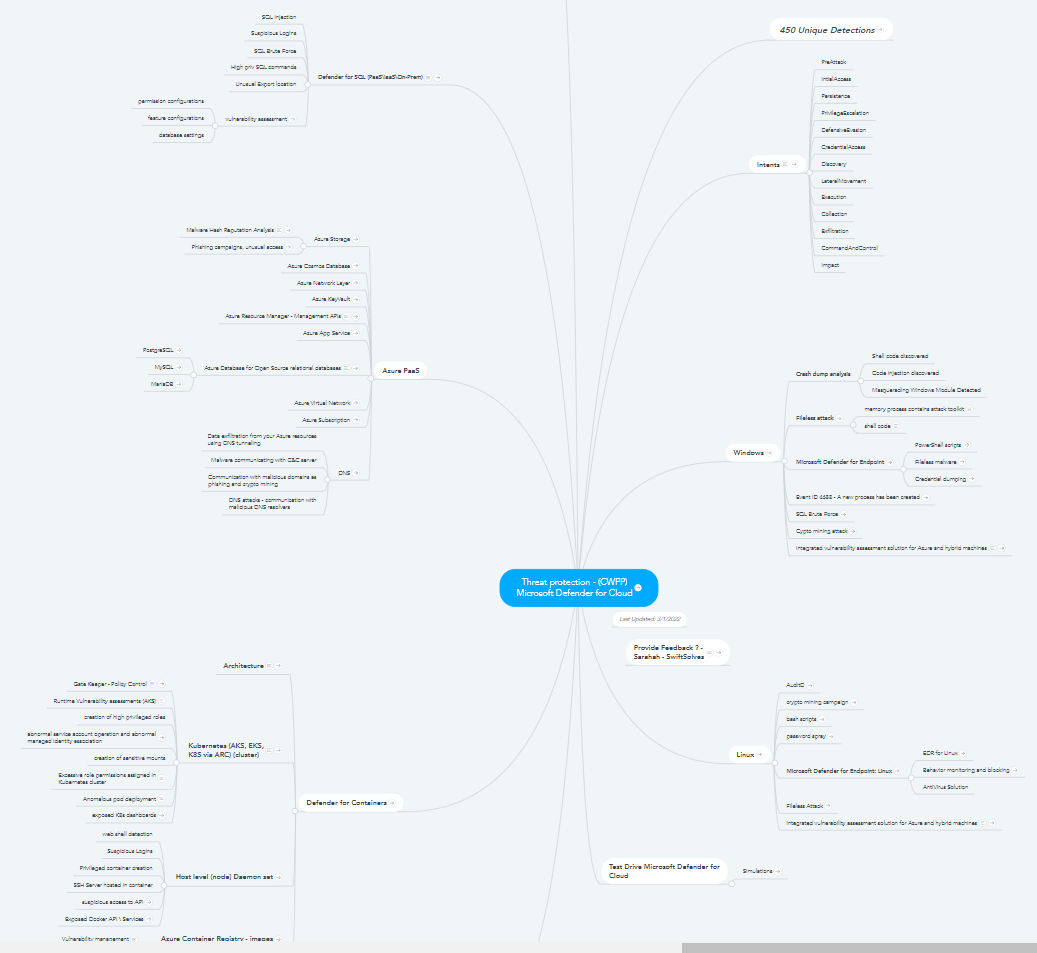 SQL Injection
Suspicious Logins
SQL Brute Force
High priv SQL commands
Unusual Export location
Defender for SQL (PaaS\IaaS\On-Prem)
permission configurations
feature configurations
database settings
vulnerability assessment
Malware Hash Reputation Analysis
Phishing campaigns, unusual access
Azure Storage
Azure Cosmos Database
Azure Network Layer
Azure KeyVault
Azure Resource Manager - Management APIs
Azure App Service
PostgreSQL
MySQL
MariaDB
Azure Database for Open Source relational databases
Azure PaaS
Azure Virtual Network
Azure Subscription
Data exfiltration from your Azure resources
using DNS tunneling
Malware communicating with C&C server
Communication with malicious domains as
phishing and crypto mining
DNS attacks - communication with
malicious DNS resolvers
DNS
450 Unique Detections
Intents
PreAttack
IntialAccess
Persistance
PrivilegeEscalation
DefensiveEvasion
CredentialAccess
Discovery
LateralMovement
Execution
Collection
Exfiltration
CommandAndControl
Impact
Windows
Crash dump analysis
Shell code discovered
Code injection discovered
Masquerading Windows Module Detected
Fileless attack
memory process contains attack toolkit
shell code
Microsoft Defender for Endpoint
PowerShell scripts
Fileless malware
Credential dumping
Event ID 4688 - A new process has been created
SQL Brute Force
Cypto mining attack
Integrated vulnerability assessment solution for Azure and hybrid machines
Threat protection - (CWPP)
Microsoft Defender for Cloud
Last Updated: 3/1/2022
Provide Feedback ? -
Sarahah - SwiftSolves
Architecture
Gate Keeper - Policy Control
Runtime Vulnerability assessments (AKS)
creation of high privileged roles
abnormal service account operation and abnormal
managed identity association
creation of sensitive mounts
Excessive role permissions assigned in
Kubernetes cluster
Anomalous pod deployment
exposed K8s dashboards
Kubernetes (AKS, EKS,
K8S via ARC) (cluster)
Defender for Containers
web shell detection
Suspicious Logins
Privileged container creation
SSH Server hosted in container
suspicious access to API
Exposed Docker API \ Services
Host level (node) Daemon set
Vulnerability management
Azure Container Registry - images
Linux
AuditD
crypto mining campaign
bash scripts
password spray
Microsoft Defender for Endpoint: Linux
EDR for Linux
Behavior monitoring and blocking
AntiVirus Solution
Fileless Attack
Integrated vulnerability assessment solution for Azure and hybrid machines
Test Drive Microsoft Defender for
Cloud
Simulations